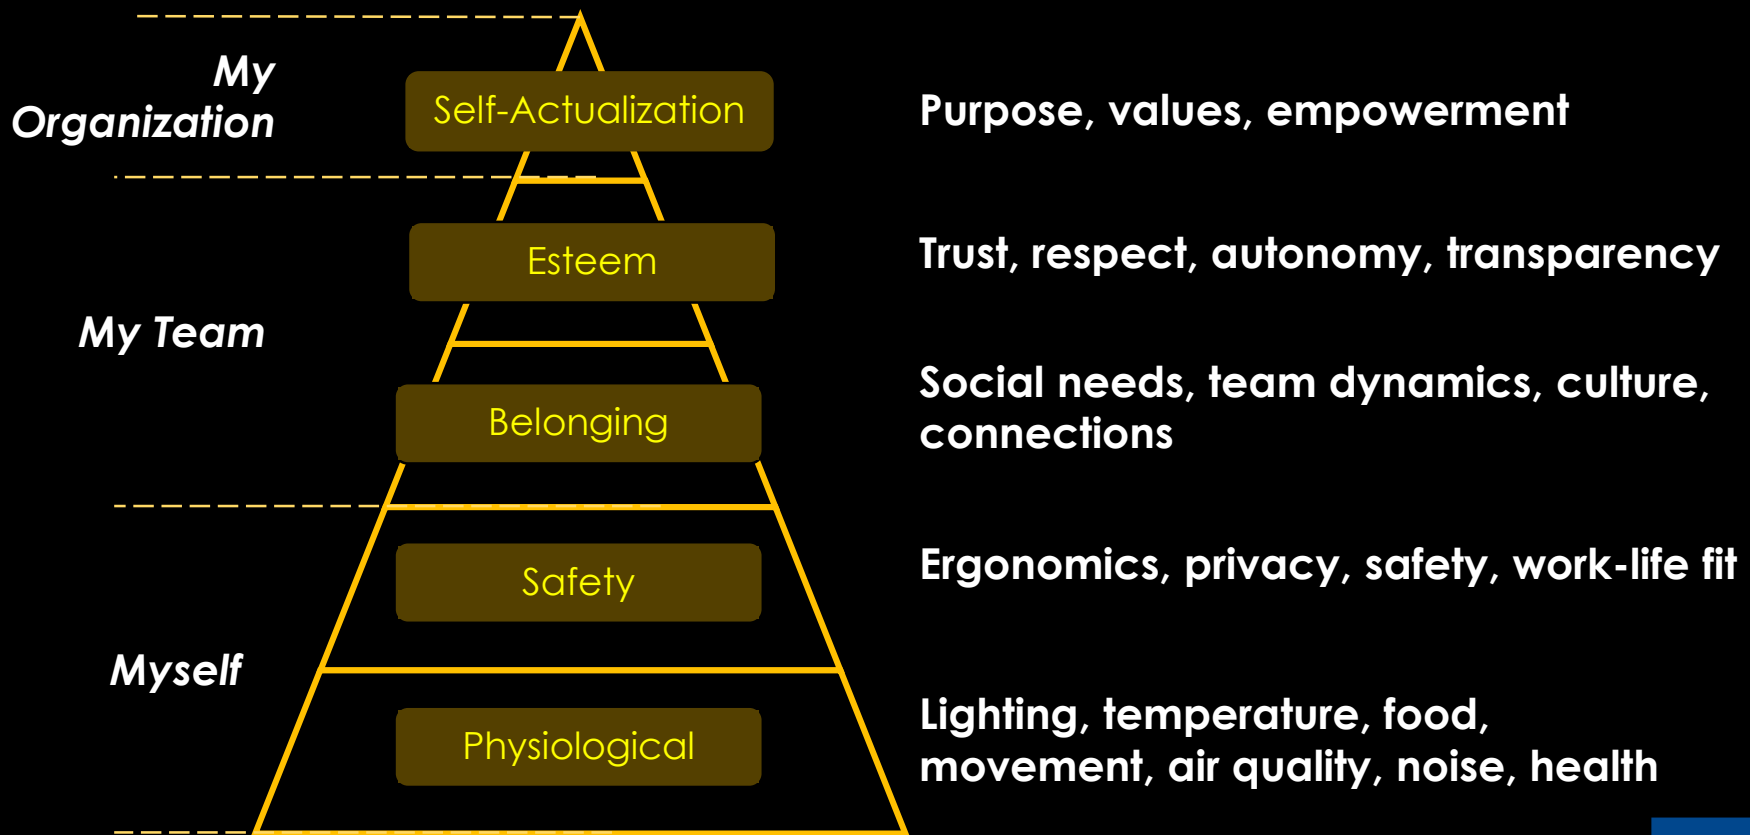 My
Organization
Self-Actualization
Purpose, values, empowerment
Esteem
Trust, respect, autonomy, transparency
My Team
Belonging
Social needs, team dynamics, culture,
connections
Safety
Ergonomics, privacy, safety, work-life fit
Myself
Physiological
Lighting, temperature, food,
movement, air quality, noise, health